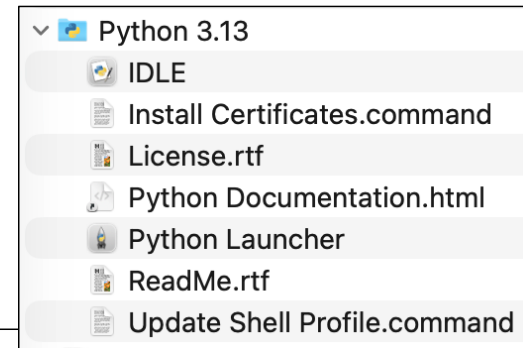 Python 3.13
IDLE
Install Certificates.command
License.rtf
Python Documentation.html
Python Launcher
ReadMe.rtf
Update Shell Profile.command